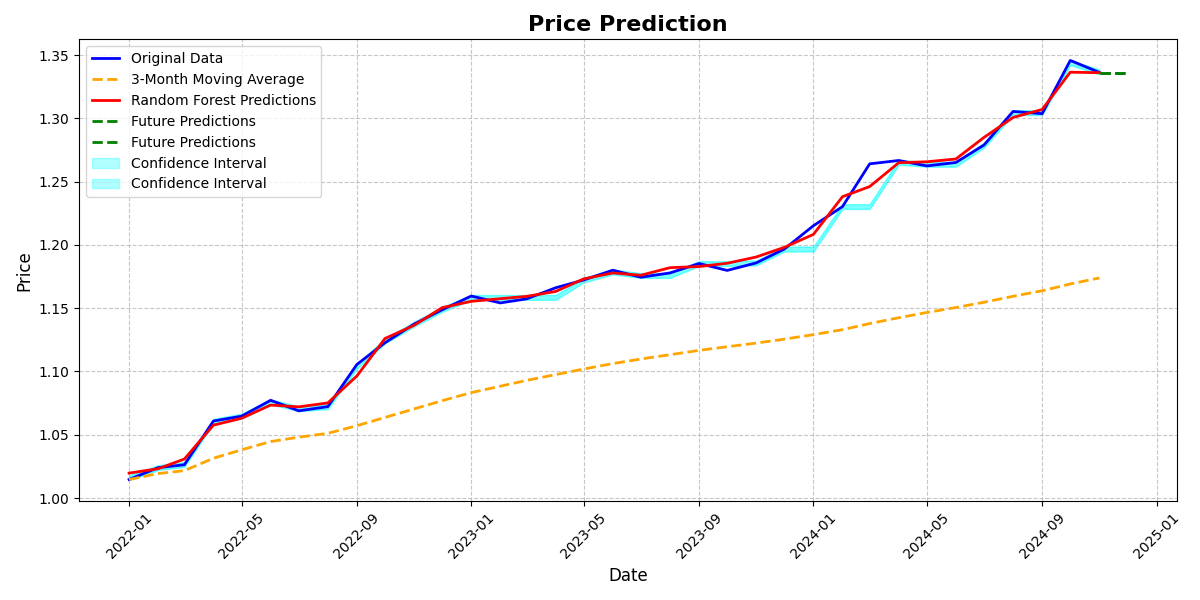 Price Prediction
Original Data
3-Month Moving Average
Random Forest Predictions
Future Predictions
Future Predictions
Confidence Interval
Confidence Interval
Price
1.35
1.30
1.25
1.20
1.15
1.10
1.05
1.00
2022-01
2022-05
2022-09
2023-01
2023-05
2023-09
2024-01
2024-05
2024-09
2025-01
Date